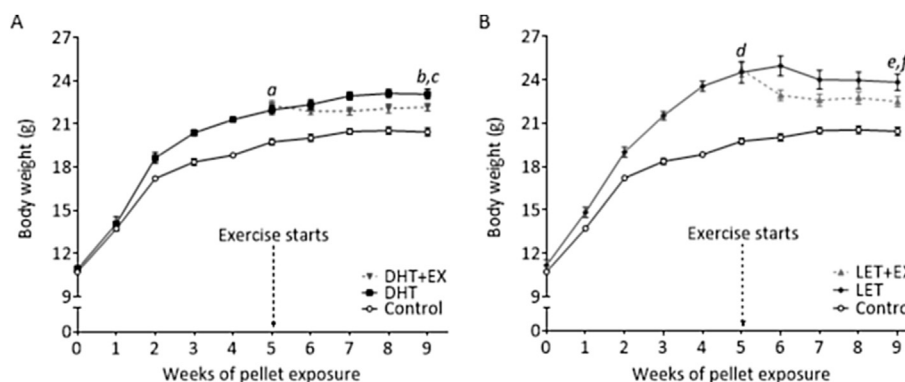 A
27
24
21
18
15
12
9
0
Body weight (g)
a
b,c
Exercise starts
DHT+EX
DHT
Control
0 1 2 3 4 5 6 7 8 9
Weeks of pellet exposure
B
27
24
21
18
15
12
9
0
Body weight (g)
d
e,f
Exercise starts
LET+EX
LET
Control
0 1 2 3 4 5 6 7 8 9
Weeks of pellet exposure